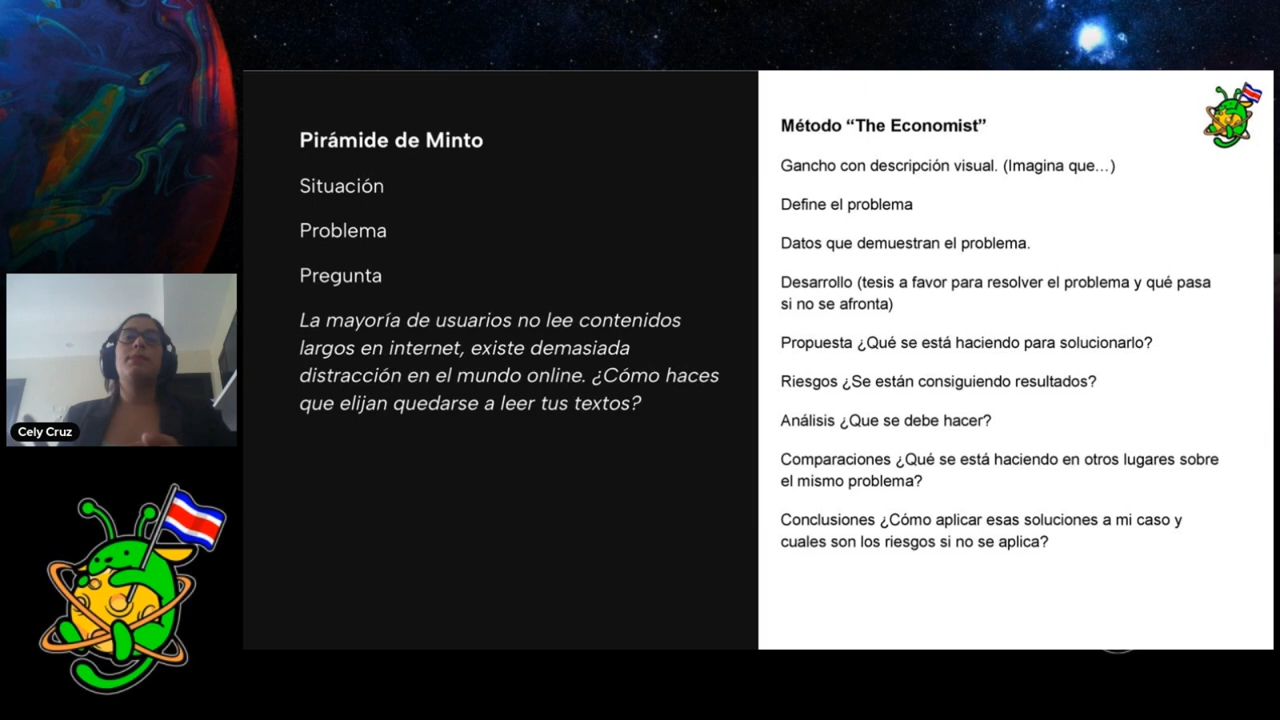 Pirámide de Minto
Situación
Problema
Pregunta
La mayoría de usuarios no lee contenidos
largos en internet, existe demasiada
distracción en el mundo online. ¿Cómo haces
que elijan quedarse a leer tus textos?
Método “The Economist”
Gancho con descripción visual. (Imagina que...)
Define el problema
Datos que demuestran el problema.
Desarrollo (tesis a favor para resolver el problema y qué pasa
si no se afronta)
Propuesta ¿Qué se está haciendo para solucionarlo?
Riesgos ¿Se están consiguiendo resultados?
Análisis ¿Que se debe hacer?
Comparaciones ¿Qué se está haciendo en otros lugares sobre
el mismo problema?
Conclusiones ¿Cómo aplicar esas soluciones a mi caso y
cuales son los riesgos si no se aplica?
Cely Cruz